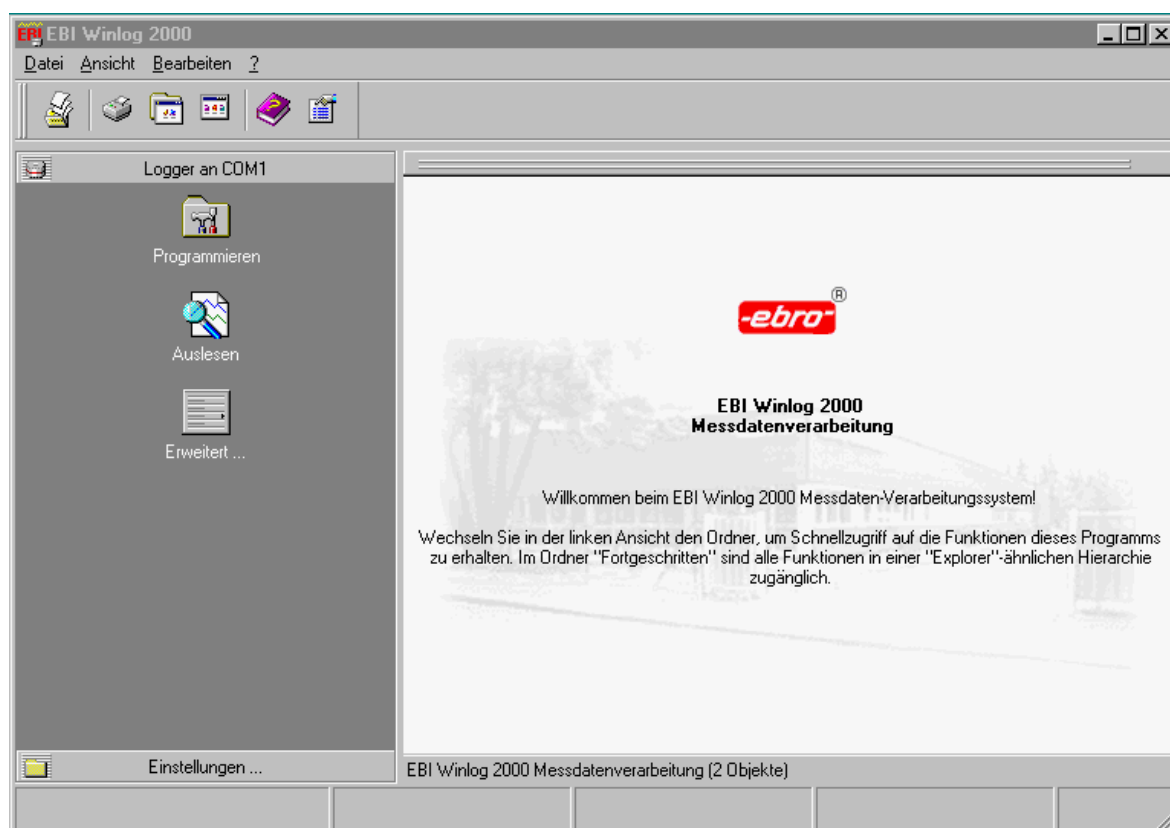 EBI EBI Winlog 2000
Datei Ansicht Bearbeiten ?
Logger an COM1
Programmieren
Auslesen
Erweitert ...
Einstellungen ...
-ebro- ®
EBI Winlog 2000
Messdatenverarbeitung
Willkommen beim EBI Winlog 2000 Messdaten-Verarbeitungssystem!
Wechseln Sie in der linken Ansicht den Ordner, um Schnellzugriff auf die Funktionen dieses Programms
zu erhalten. Im Ordner "Fortgeschritten" sind alle Funktionen in einer "Explorer"-ähnlichen Hierarchie
zugänglich.
EBI Winlog 2000 Messdatenverarbeitung (2 Objekte)